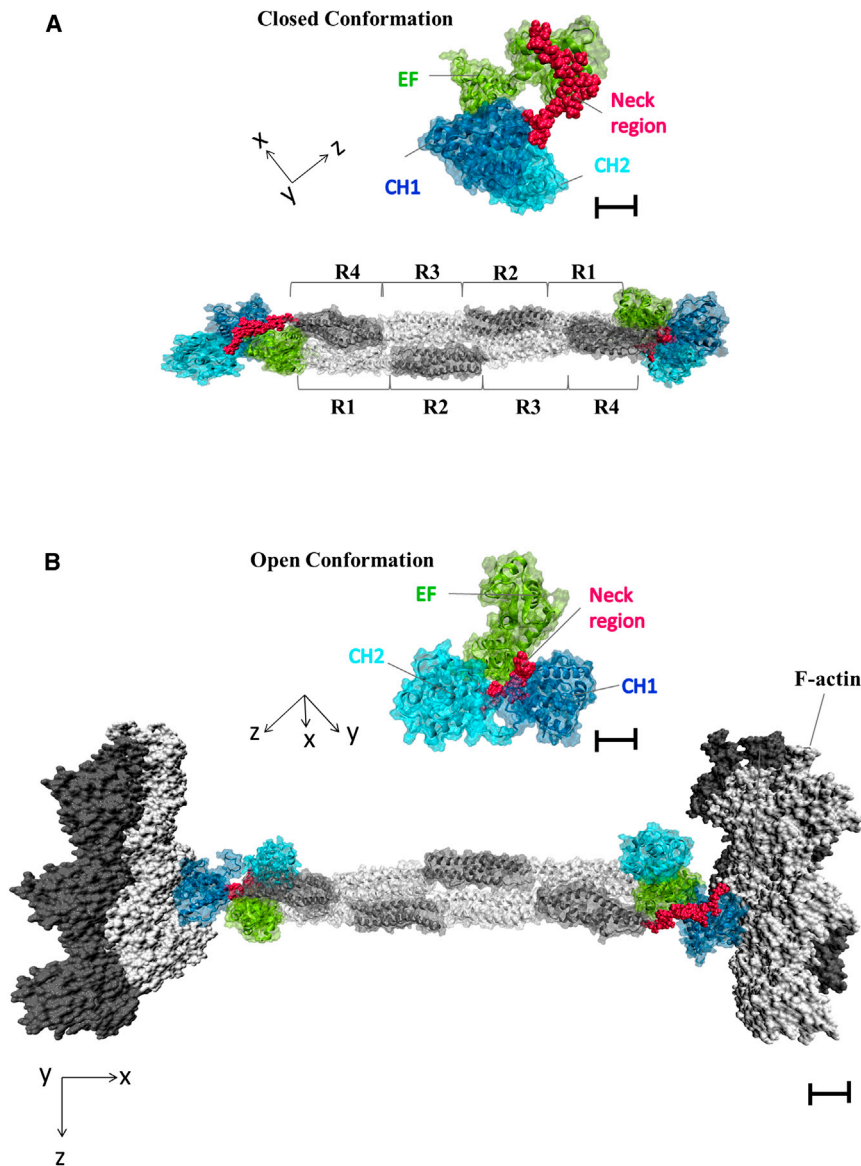 A
Closed Conformation
EF
Neck
region
x
z
y
CH1
CH2
R4 R3 R2 R1
R1 R2 R3 R4
B
Open Conformation
EF
Neck
region
CH2
CH1
F-actin
z x y
y x
z